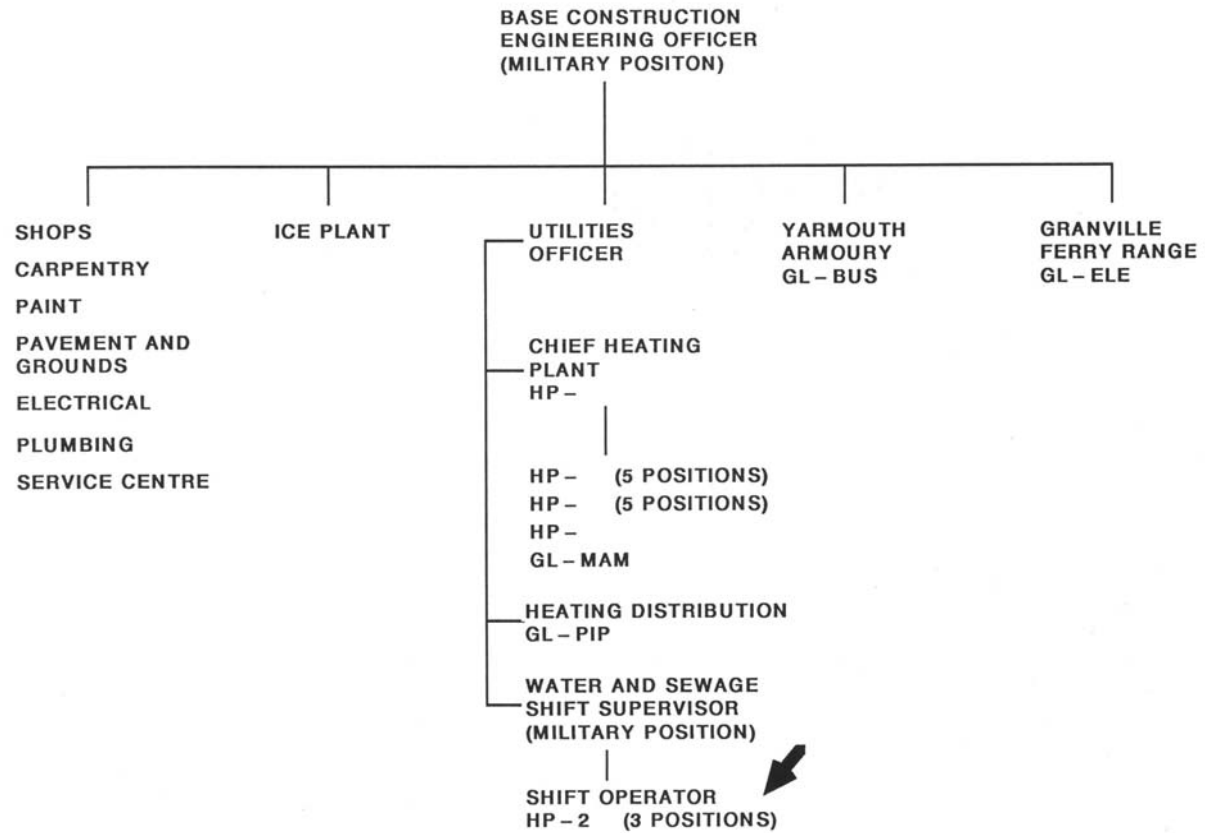 BASE CONSTRUCTION
ENGINEERING OFFICER
(MILITARY POSITON)
SHOPS
CARPENTRY
PAINT
PAVEMENT AND
GROUNDS
ELECTRICAL
PLUMBING
SERVICE CENTRE
ICE PLANT
UTILITIES
OFFICER
CHIEF HEATING
PLANT
HP–
HP– (5 POSITIONS)
HP– (5 POSITIONS)
HP–
GL–MAM
HEATING DISTRIBUTION
GL–PIP
WATER AND SEWAGE
SHIFT SUPERVISOR
(MILITARY POSITION)
SHIFT OPERATOR
HP–2 (3 POSITIONS)
YARMOUTH
ARMOURY
GL–BUS
GRANVILLE
FERRY RANGE
GL–ELE